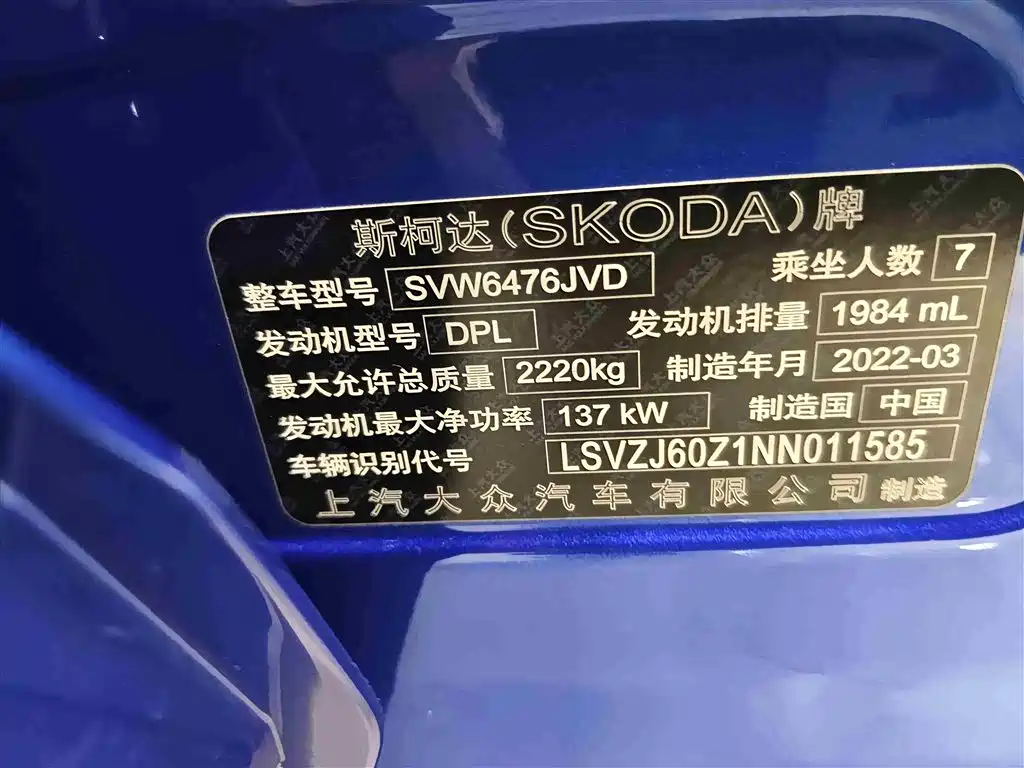 斯柯达(SKODA)牌
整车型号 SVW6476JVD 乘坐人数 7
发动机型号 DPL 发动机排量 1984 mL
最大允许总质量 2220kg 制造年月 2022-03
发动机最大净功率 137 kW 制造国 中国
车辆识别代号 LSVZJ60Z1NN011585
上汽大众汽车有限公司 制造